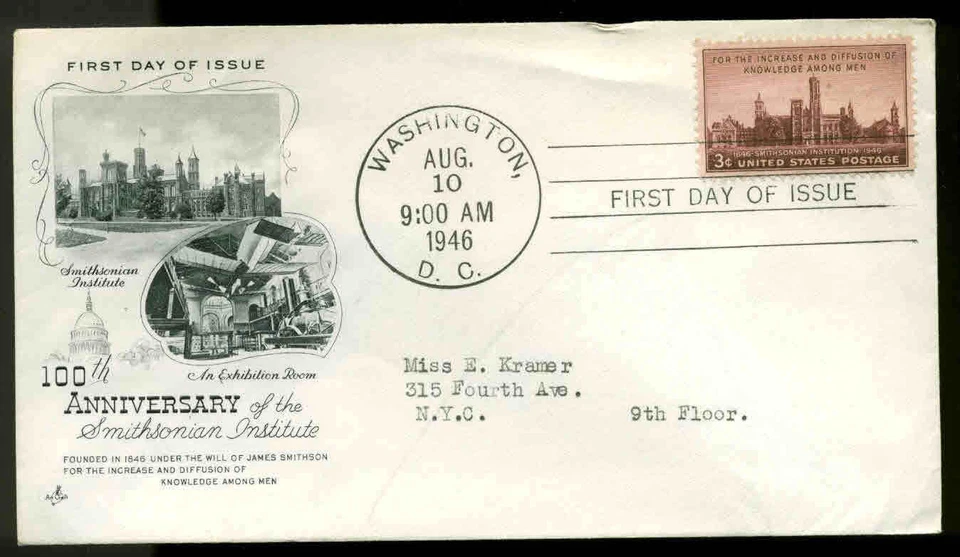 FIRST DAY OF ISSUE
Smithsonian
Institute
An Exhibition Room
100th
ANNIVERSARY of the
Smithsonian Institute
FOUNDED IN 1846 UNDER THE WILL OF JAMES SMITHSON
FOR THE INCREASE AND DIFFUSION OF
KNOWLEDGE AMONG MEN
Art Craft
WASHINGTON,
AUG.
10
9:00 AM
1946
D. C.
FOR THE INCREASE AND DIFFUSION OF
KNOWLEDGE AMONG MEN
1846·SMITHSONIAN INSTITUTION·1946
3¢ UNITED STATES POSTAGE
FIRST DAY OF ISSUE
Miss E. Kramer
315 Fourth Ave.
N.Y.C. 9th Floor.